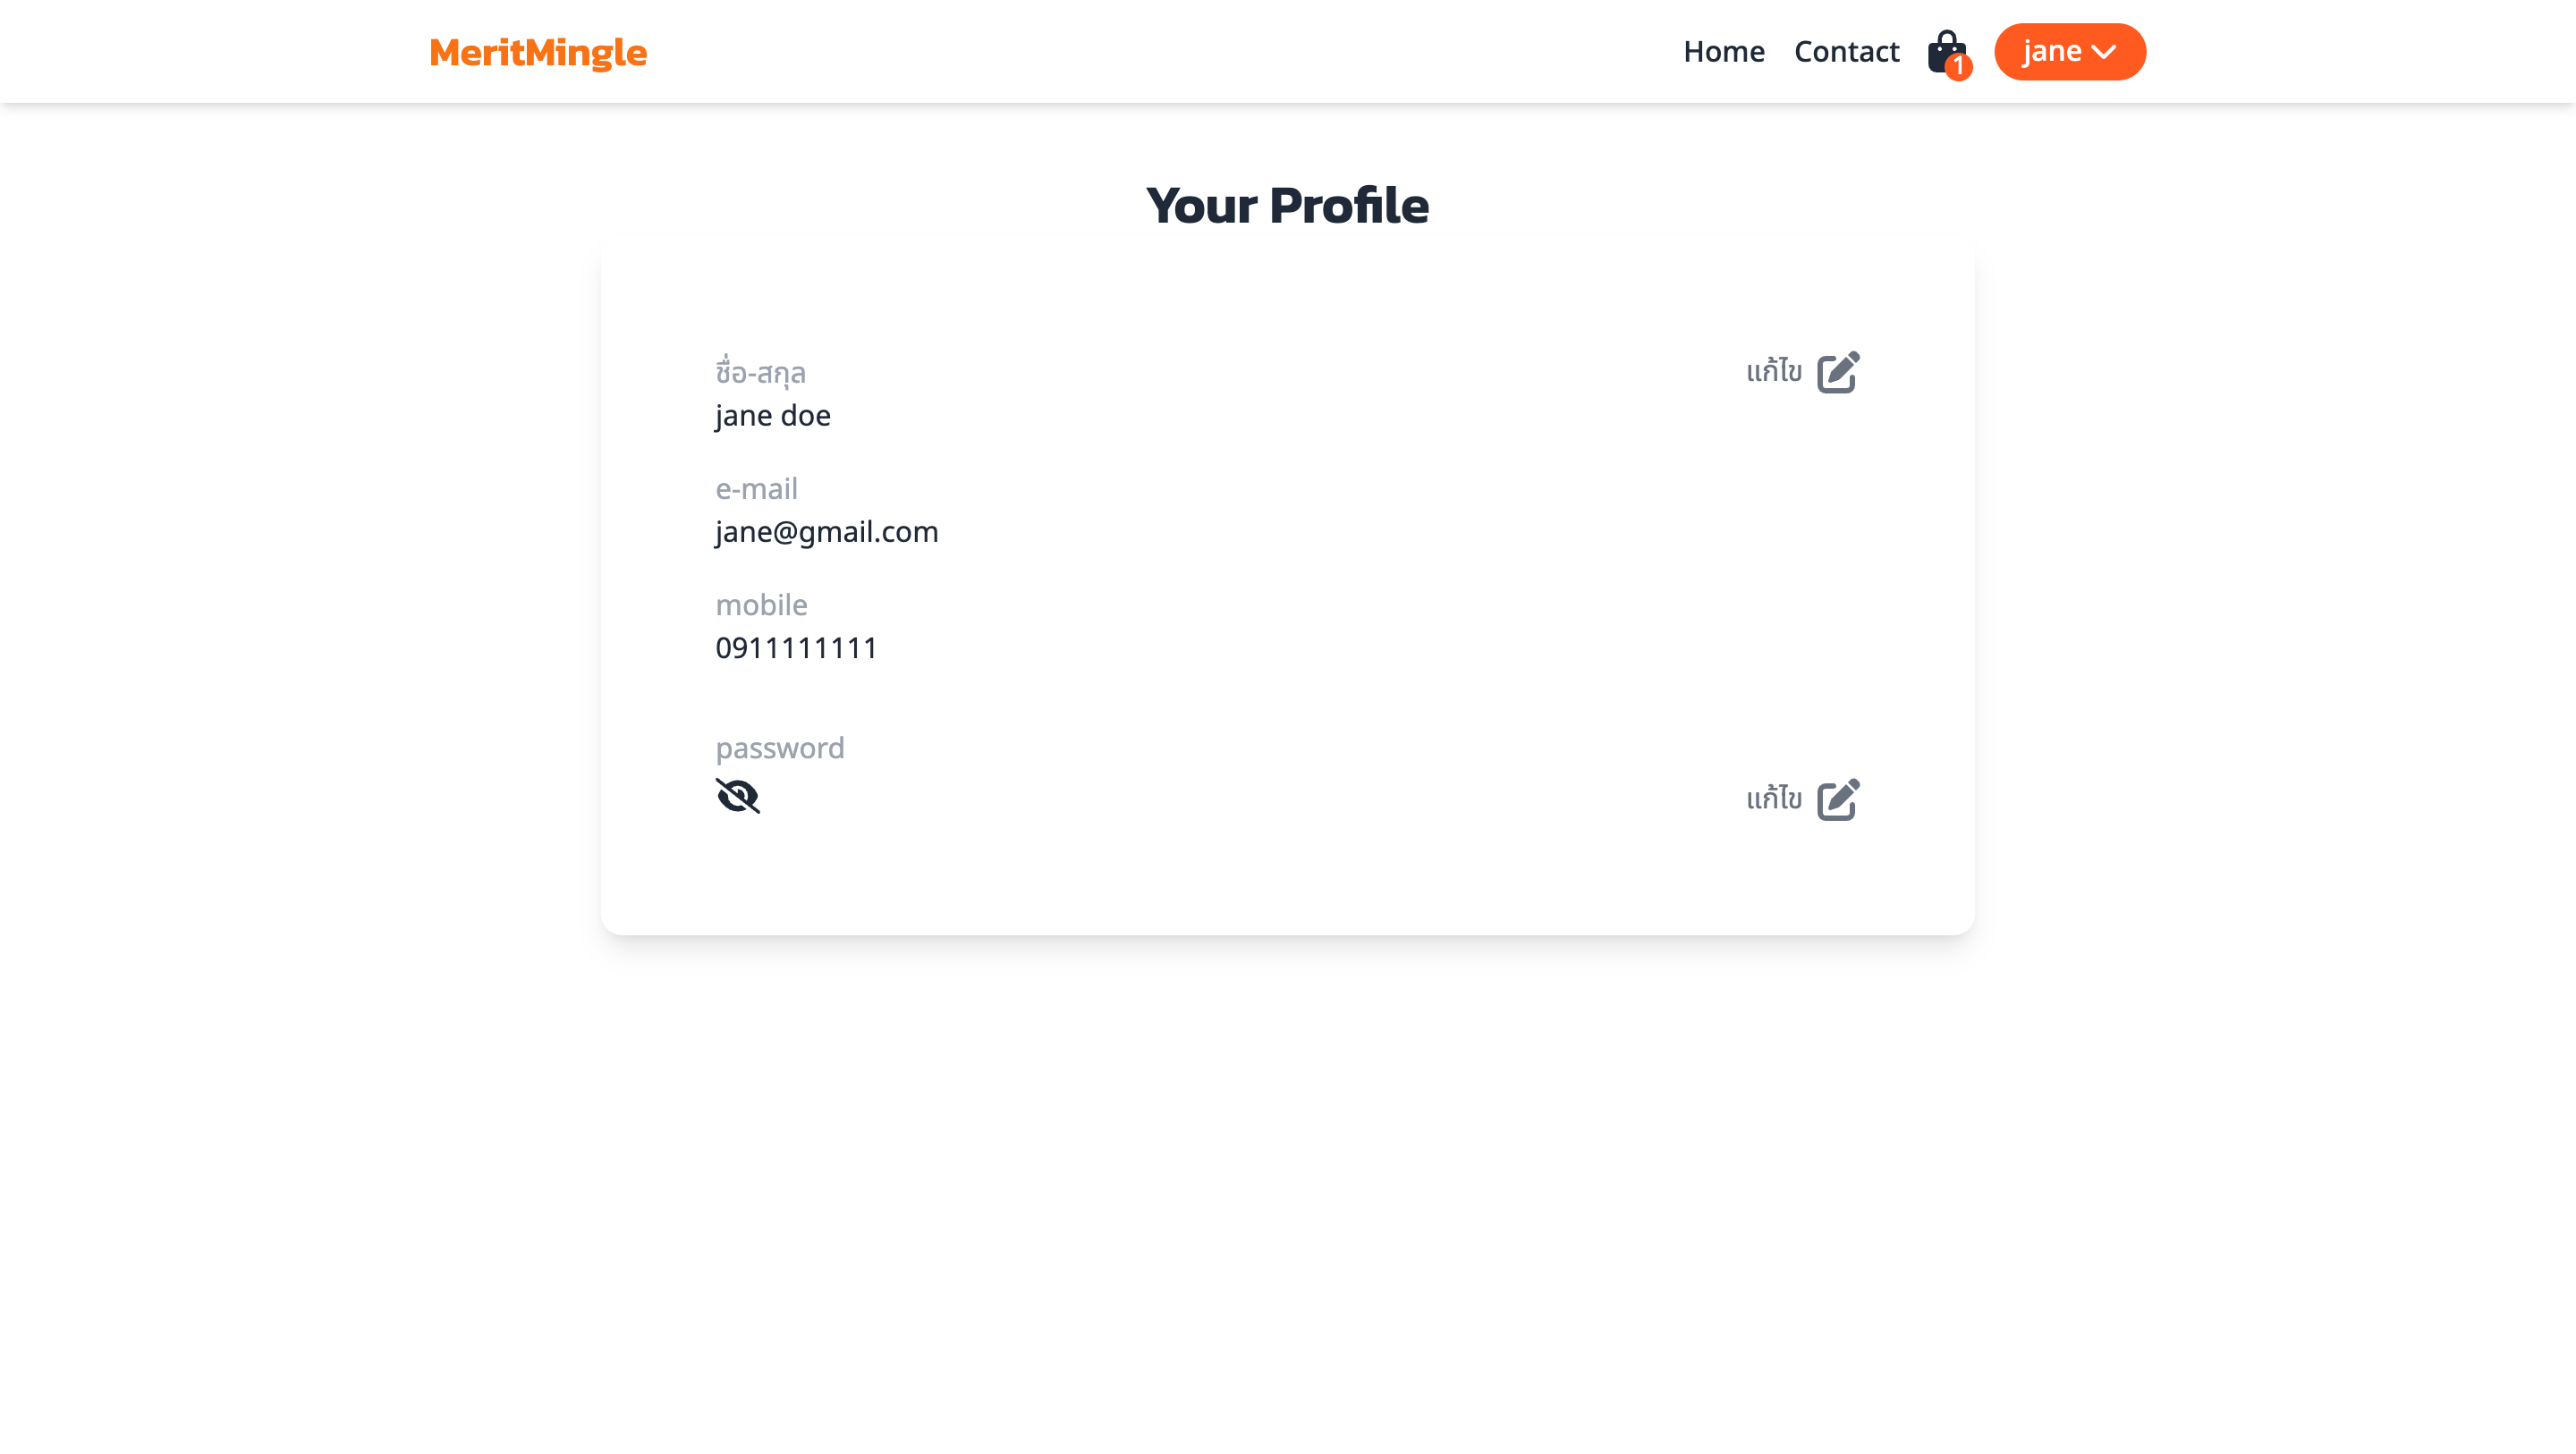 MeritMingle
Home Contact 1 jane
Your Profile
ชื่อ-สกุล แก้ไข
jane doe
e-mail
jane@gmail.com
mobile
0911111111
password
แก้ไข